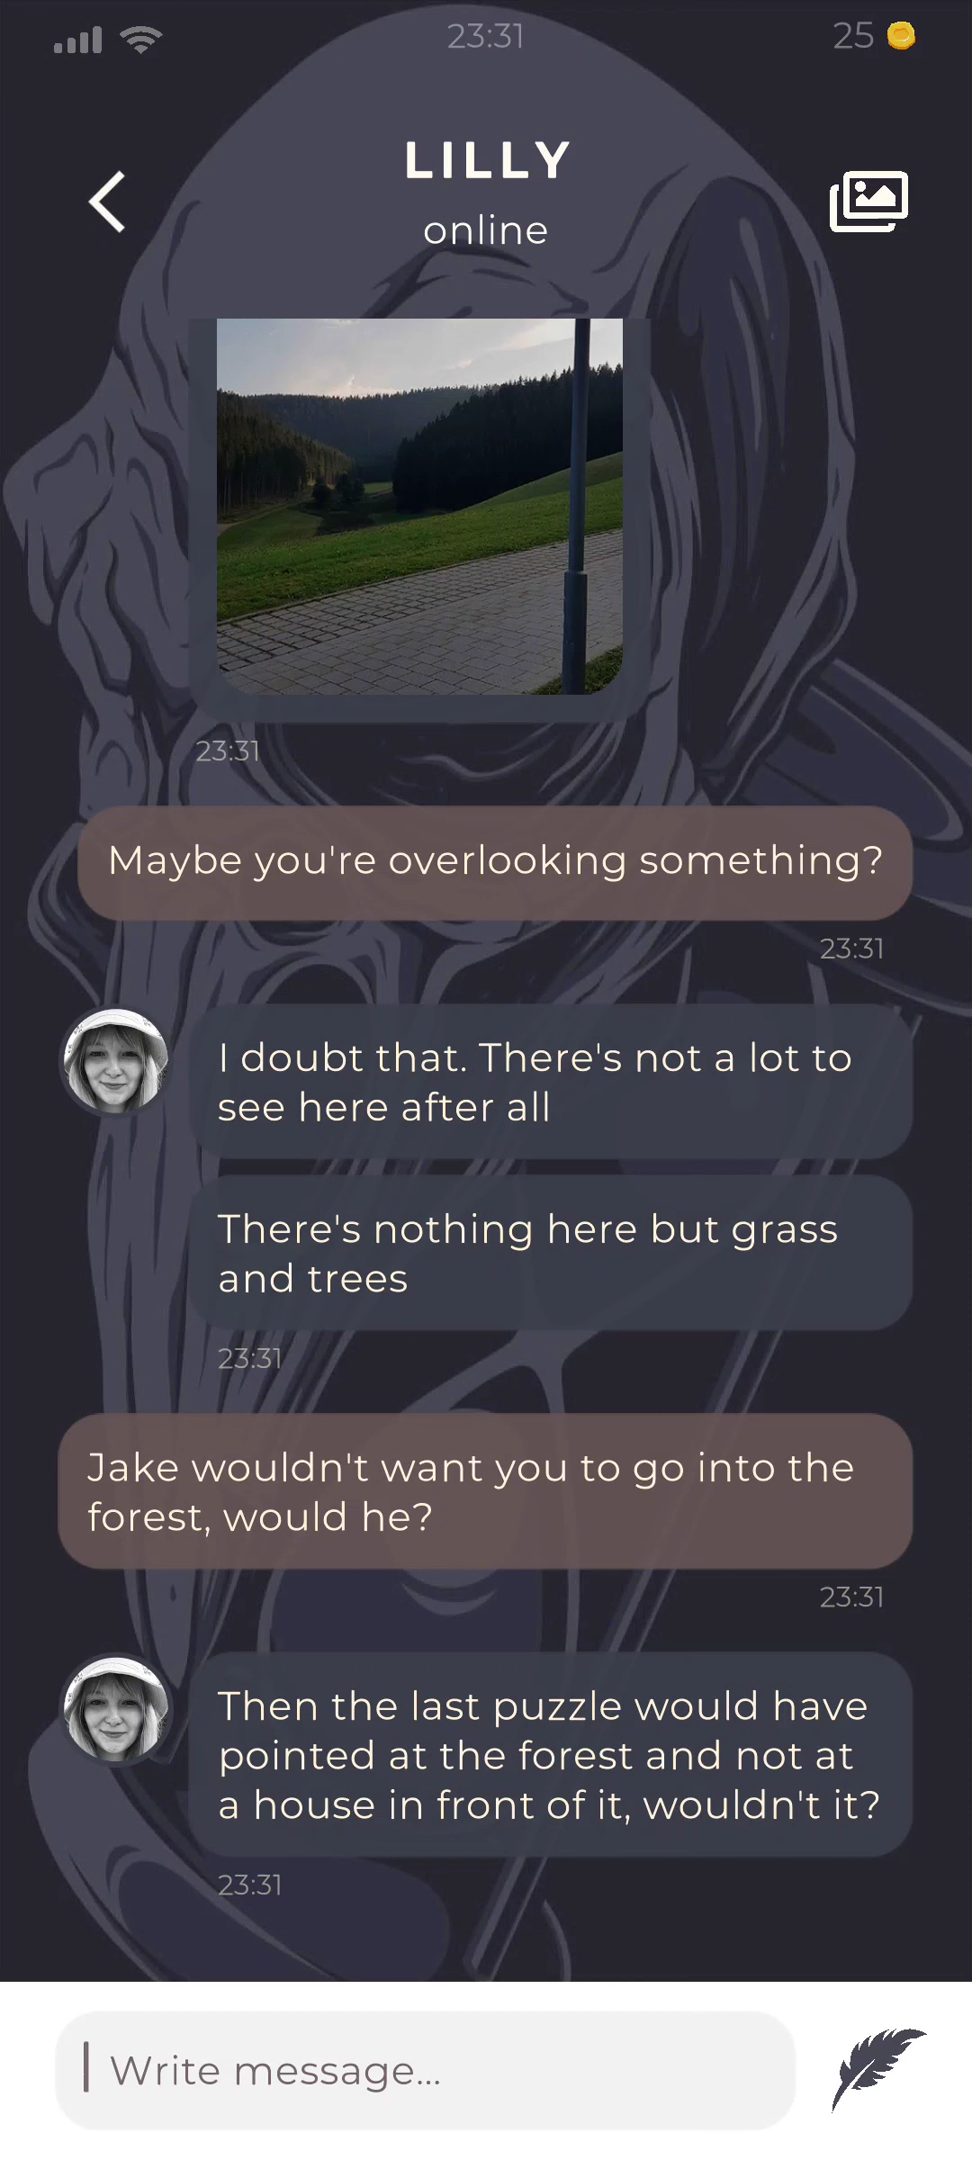 23:31
25
LILLY
online
23:31
Maybe you're overlooking something?
23:31
I doubt that. There's not a lot to
see here after all
There's nothing here but grass
and trees
23:31
Jake wouldn't want you to go into the
forest, would he?
23:31
Then the last puzzle would have
pointed at the forest and not at
a house in front of it, wouldn't it?
23:31
Write message...